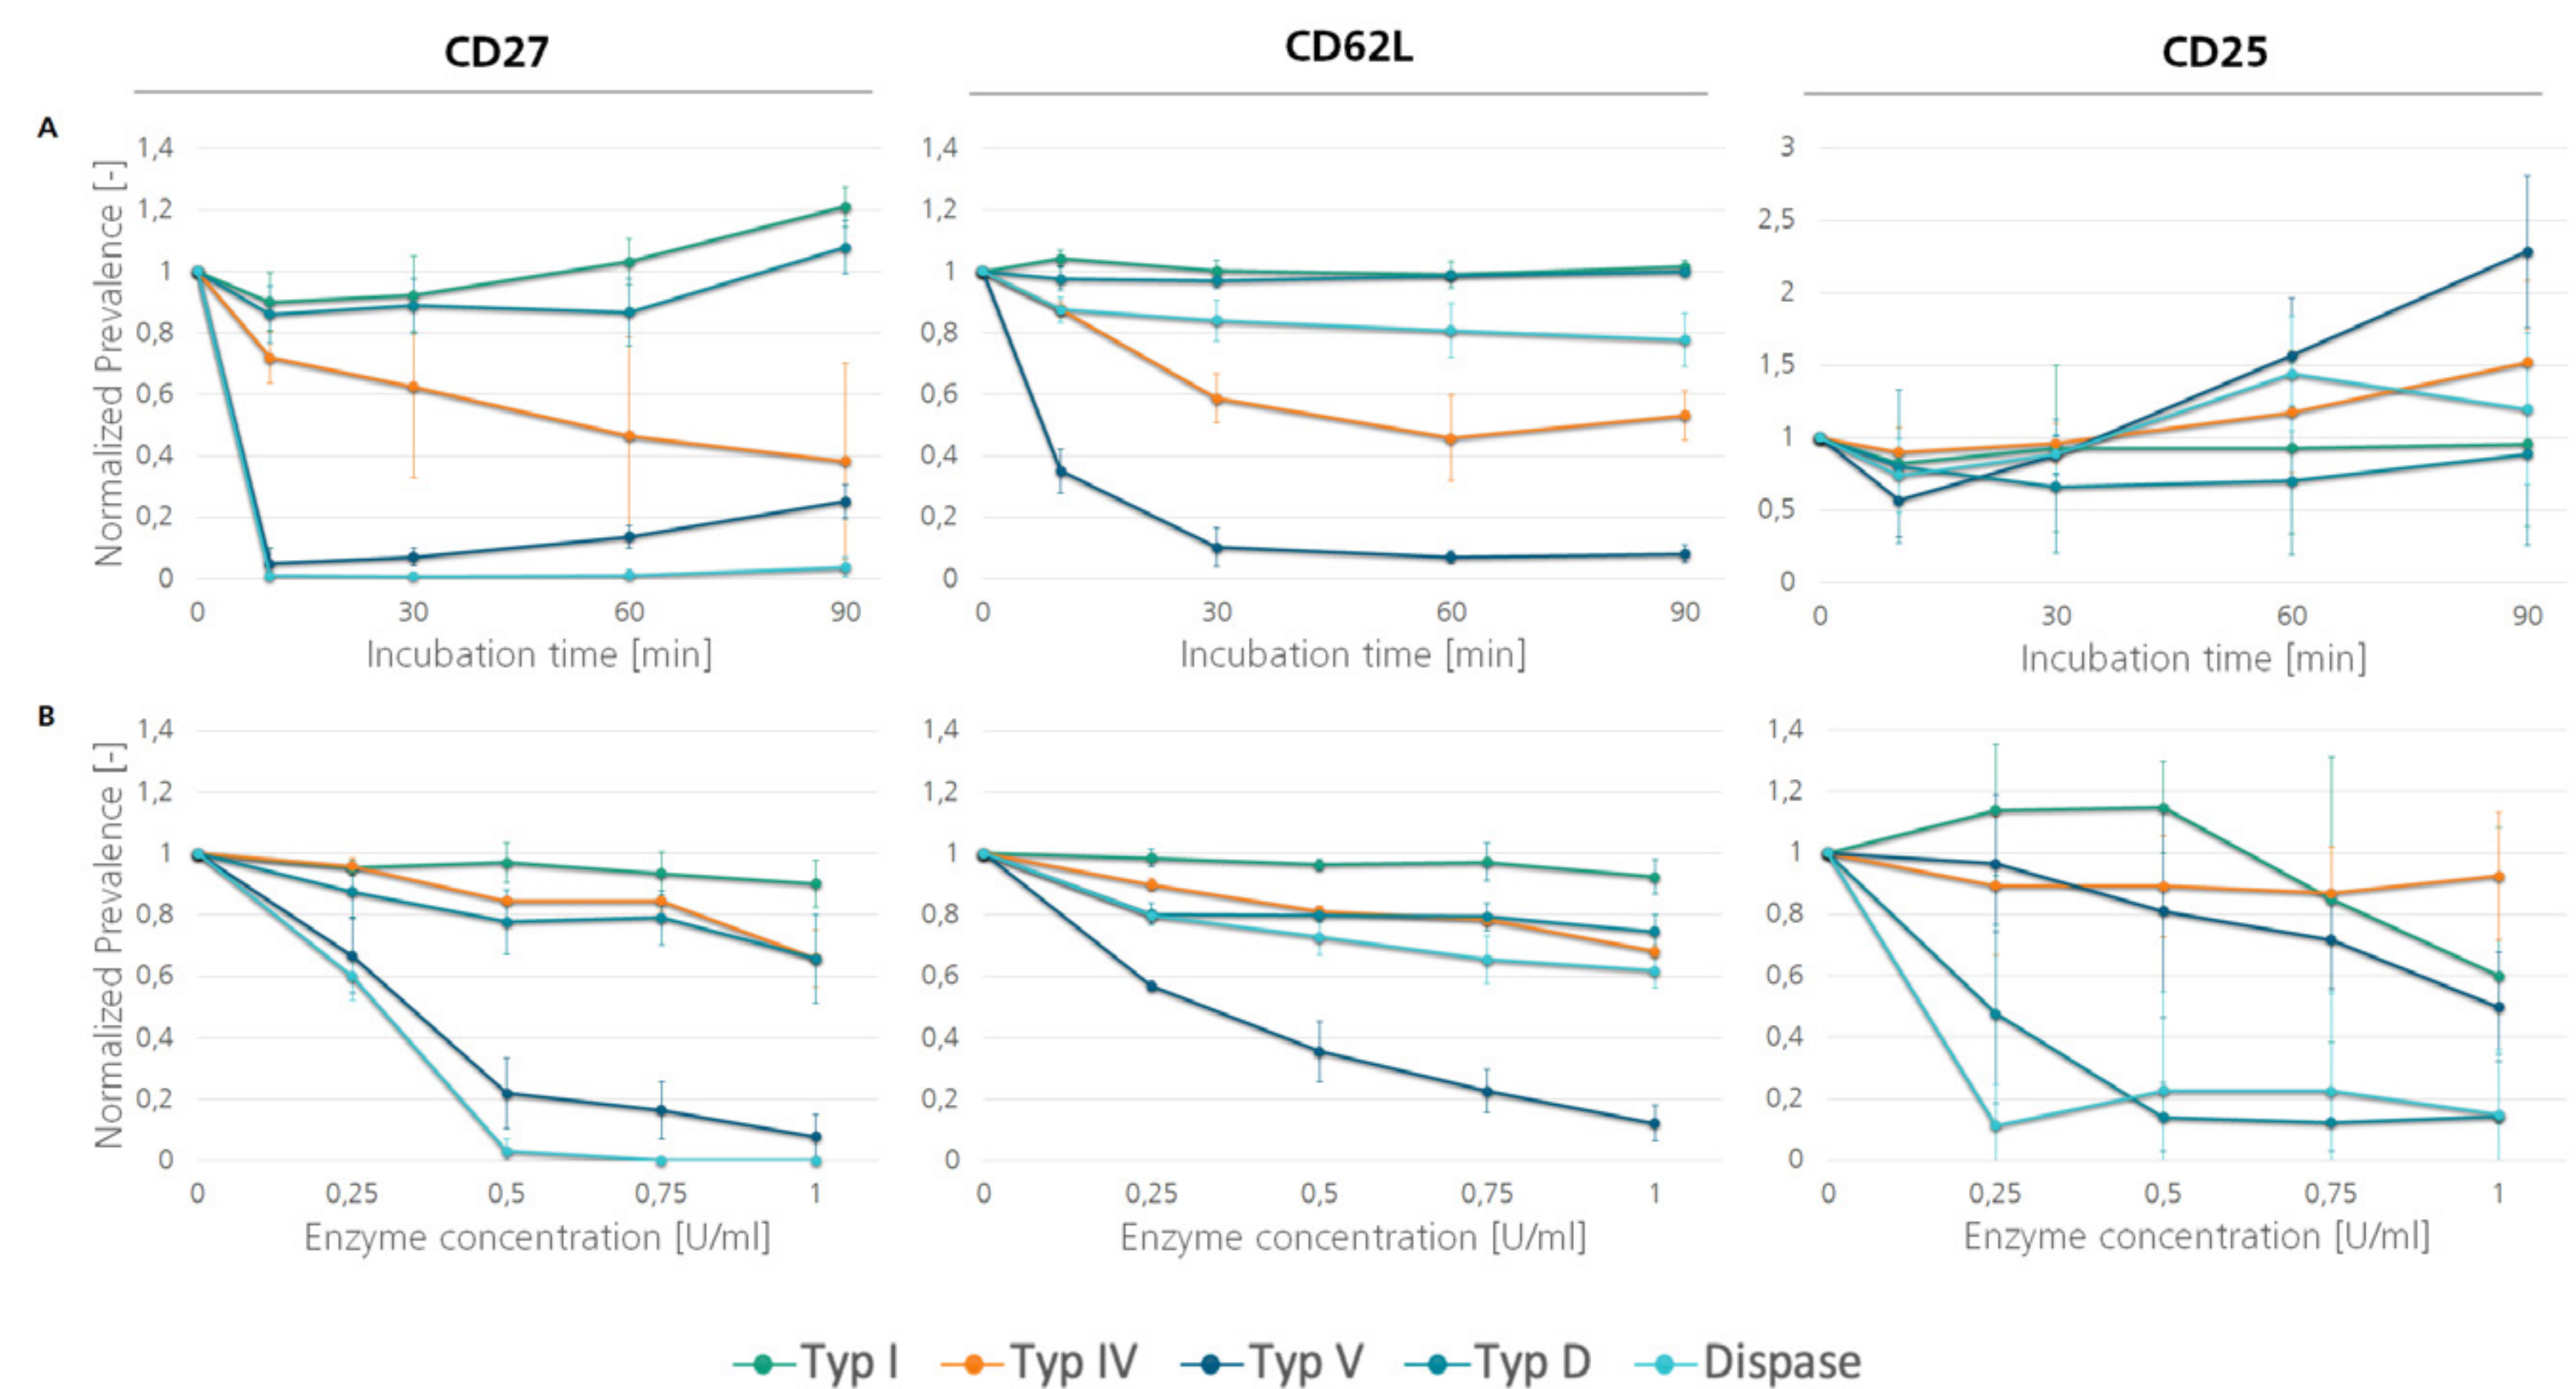 CD27 CD62L CD25
A
Normalized Prevalence [-]
1,4 1,4 3
1,2 1,2 2,5
1 1 2
0,8 0,8 1,5
0,6 0,6 1
0,4 0,4 0,5
0,2 0,2 0
0 0
0 30 60 90 0 30 60 90 0 30 60 90
Incubation time [min] Incubation time [min] Incubation time [min]
B
Normalized Prevalence [-]
1,4 1,4 1,4
1,2 1,2 1,2
1 1 1
0,8 0,8 0,8
0,6 0,6 0,6
0,4 0,4 0,4
0,2 0,2 0,2
0 0 0
0 0,25 0,5 0,75 1 0 0,25 0,5 0,75 1 0 0,25 0,5 0,75 1
Enzyme concentration [U/ml] Enzyme concentration [U/ml] Enzyme concentration [U/ml]
Typ I Typ IV Typ V Typ D Dispase